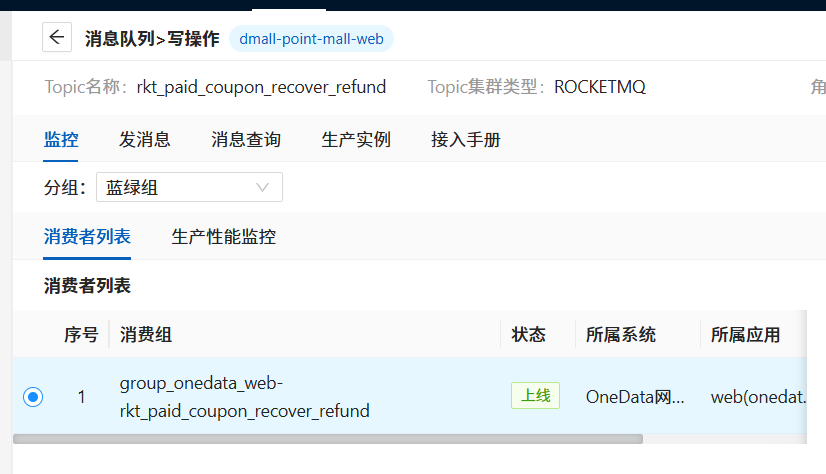 消息队列>写操作 dmall-point-mall-web
Topic名称： rkt_paid_coupon_recover_refund Topic集群类型： ROCKETMQ 角
监控 发消息 消息查询 生产实例 接入手册
分组： 蓝绿组
消费者列表 生产性能监控
消费者列表
序号 消费组 状态 所属系统 所属应用
1 group_onedata_web- 上线 OneData网... web(onedat.
rkt_paid_coupon_recover_refund